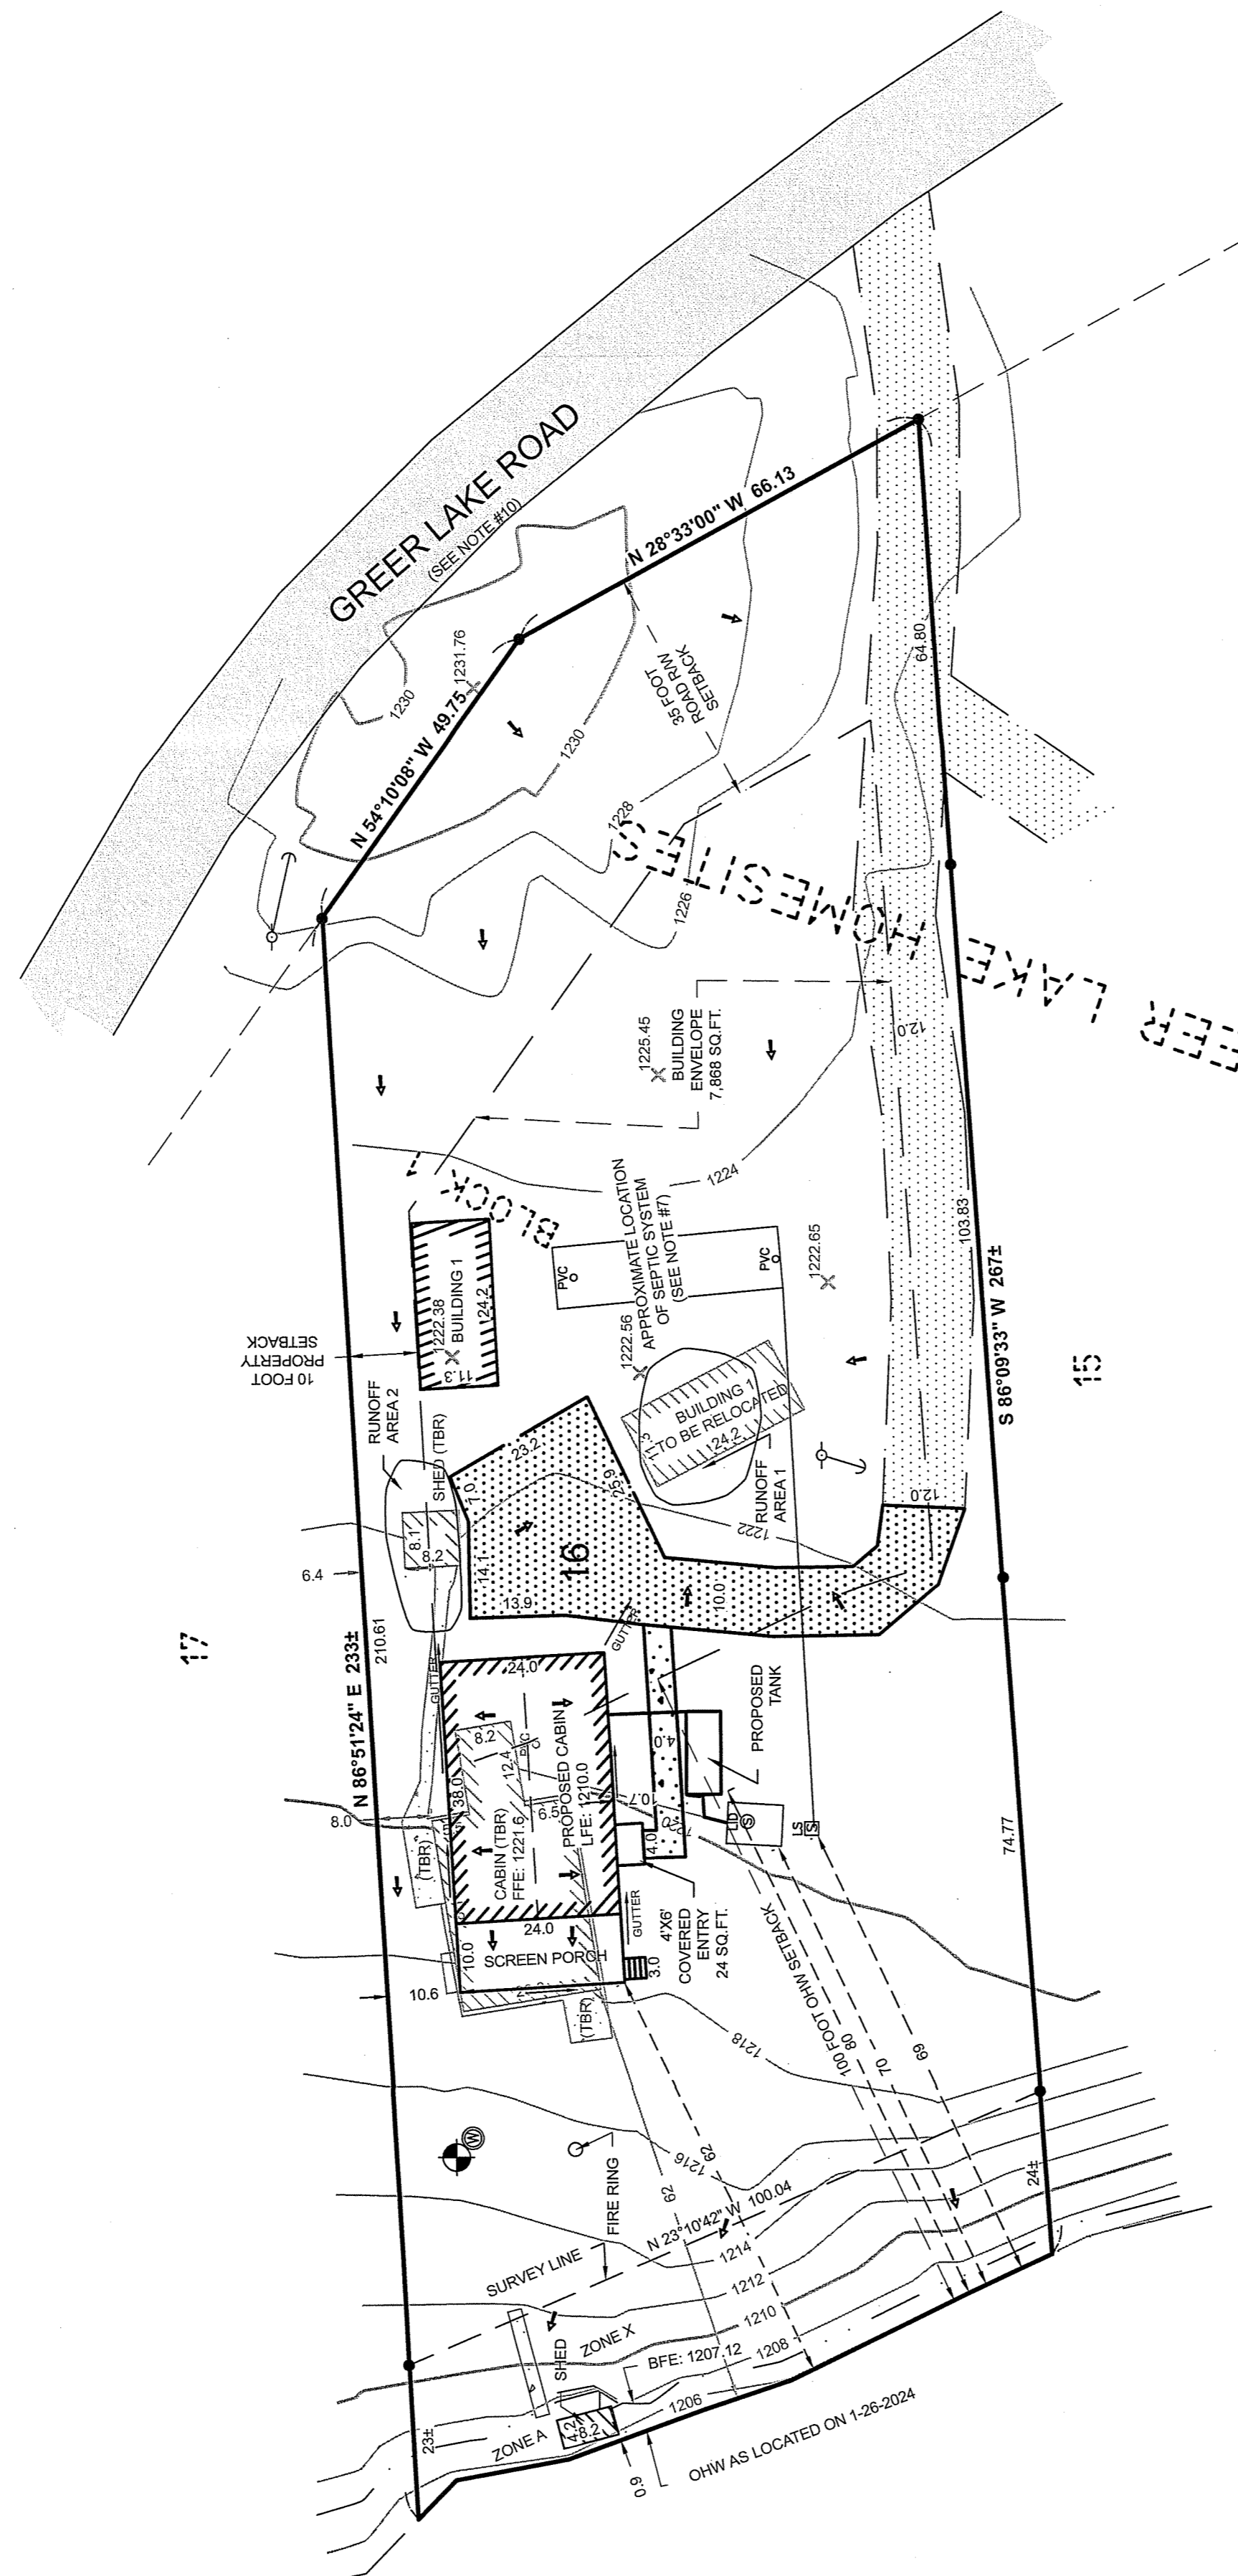 GREER LAKE ROAD
(SEE NOTE #10)
N 28°33'00" W 66.13
N 54°10'08" W 49.75
1231.76
1230
1230
35 FOOT
ROAD R/W
SETBACK
64.80
1228
1226
HOMESITES
LAKE
EER
12.0
1225.45
BUILDING
ENVELOPE
7,868 SQ.FT.
1224
BLOCK 1
103.83
S 86°09'33" W 267±
15
10 FOOT
PROPERTY
SETBACK
1222.38
BUILDING 1
24.2
11.3
PVC
PVC
APPROXIMATE LOCATION
OF SEPTIC SYSTEM
(SEE NOTE #7)
1222.65
1222.56
BUILDING 1
TO BE RELOCATED
24.2
RUNOFF
AREA 1
1222
RUNOFF
AREA 2
SHED (TBR)
8.1
8.2
23.2
7.0
25.9
14.1
13.9
16
10.0
12.0
6.4
17
N 86°51'24" E 233±
210.61
GUTTER
GUTTER
24.0
8.2
12.4
PVC
38.0
6.5
CABIN (TBR)
FFE: 1221.6
PROPOSED CABIN
LFE: 1210.0
10.7
4.0
4.0
PROPOSED
TANK
LID
S
LS
S
8.0
(TBR)
24.0
10.0
SCREEN PORCH
GUTTER
3.0
4'X6'
COVERED
ENTRY
24 SQ.FT.
74.77
10.6
(TBR)
1218
100 FOOT OHW SETBACK
80
70
69
W
FIRE RING
1216
62
62
24±
SURVEY LINE
N 23°10'42" W 100.04
1214
1212
1210
1208
1206
SHED
ZONE X
BFE: 1207.12
4.2
8.2
ZONE A
23±
0.9
OHW AS LOCATED ON 1-26-2024